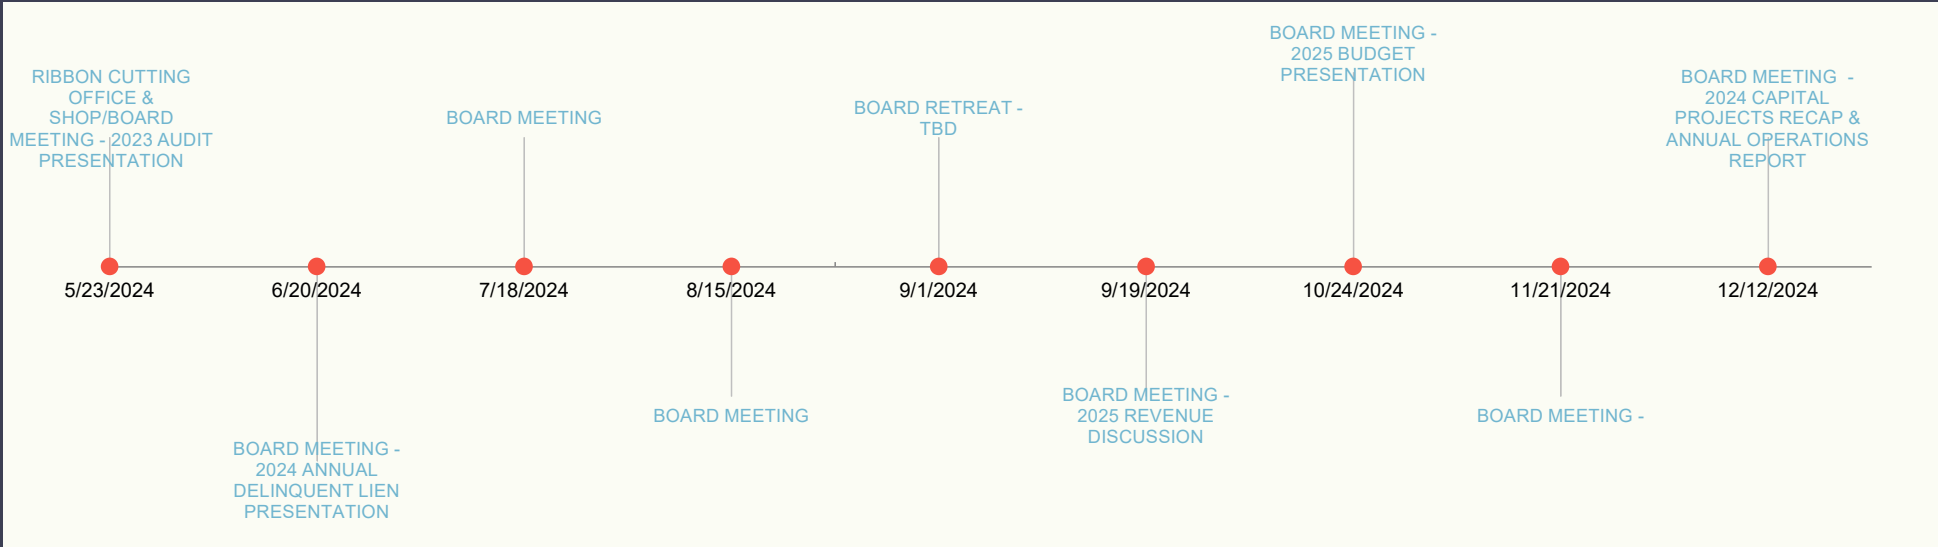 RIBBON CUTTING
OFFICE &
SHOP/BOARD
MEETING - 2023 AUDIT
PRESENTATION
BOARD MEETING
BOARD RETREAT -
TBD
BOARD MEETING -
2025 BUDGET
PRESENTATION
BOARD MEETING  -
2024 CAPITAL
PROJECTS RECAP &
ANNUAL OPERATIONS
REPORT
5/23/2024
6/20/2024
7/18/2024
8/15/2024
9/1/2024
9/19/2024
10/24/2024
11/21/2024
12/12/2024
BOARD MEETING -
2024 ANNUAL
DELINQUENT LIEN
PRESENTATION
BOARD MEETING
BOARD MEETING -
2025 REVENUE
DISCUSSION
BOARD MEETING -